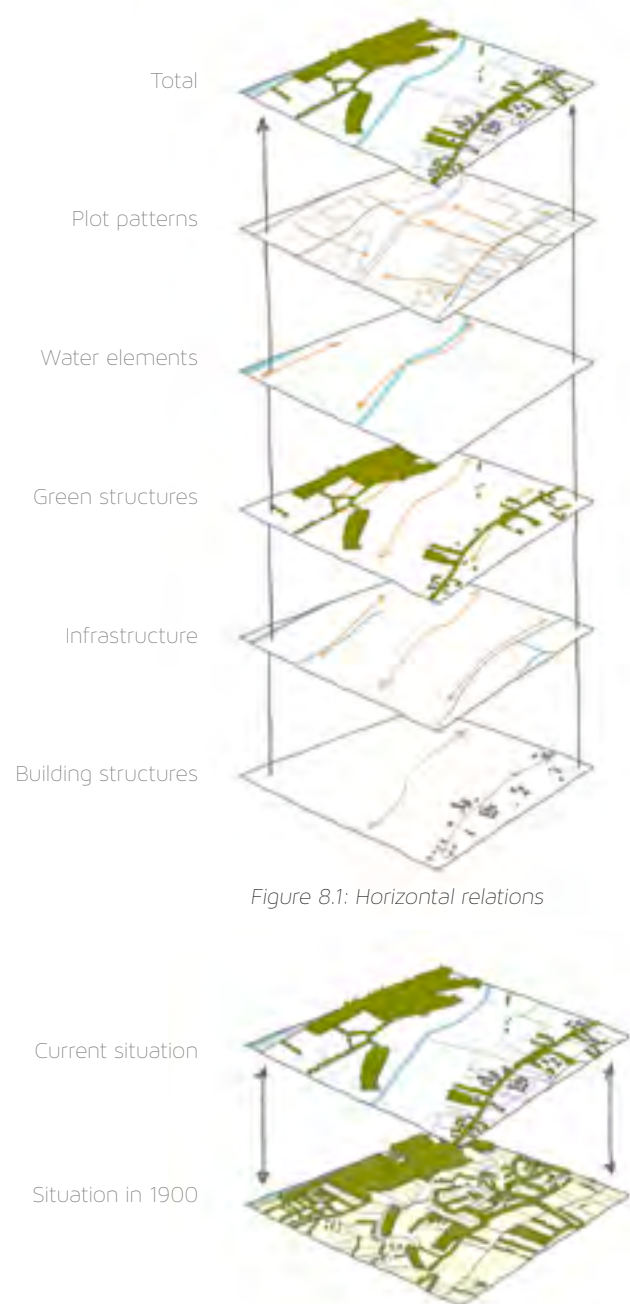 Total
Plot patterns
Water elements
Green structures
Infrastructure
Building structures
Figure 8.1: Horizontal relations
Current situation
Situation in 1900